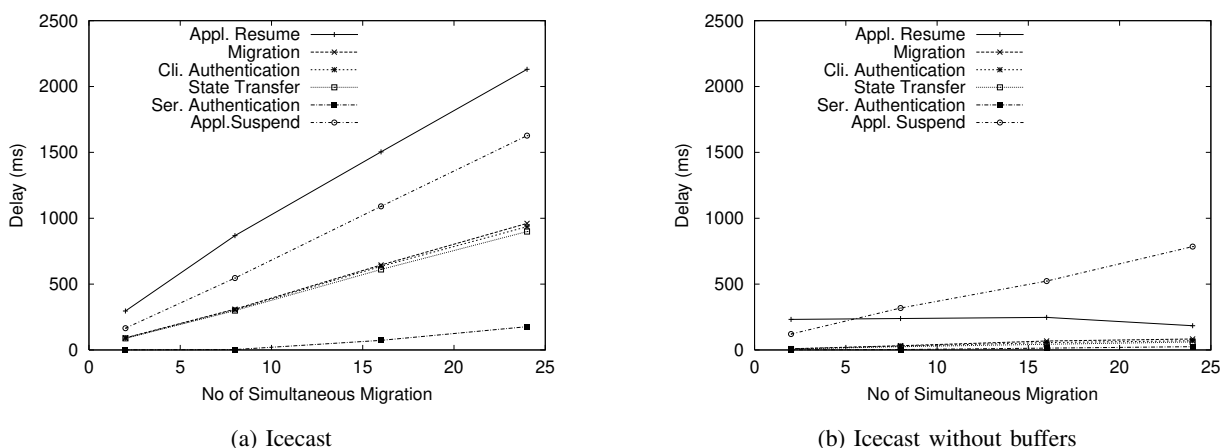 2500
2000
1500
1000
500
0
Delay (ms)
0 5 10 15 20 25
No of Simultaneous Migration
Appl. Resume
Migration
Cli. Authentication
State Transfer
Ser. Authentication
Appl.Suspend
(a) Icecast
2500
2000
1500
1000
500
0
Delay (ms)
0 5 10 15 20 25
No of Simultaneous Migration
Appl. Resume
Migration
Cli. Authentication
State Transfer
Ser. Authentication
Appl. Suspend
(b) Icecast without buffers